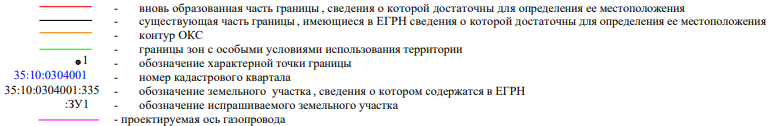 - вновь образованная часть границы, сведения о которой достаточны для определения ее местоположения
- существующая часть границы, имеющиеся в ЕГРН сведения о которой достаточны для определения ее местоположения
- контур ОКС
- границы зон с особыми условиями использования территории
1 - обозначение характерной точки границы
35:10:0304001 - номер кадастрового квартала
35:10:0304001:335 - обозначение земельного участка, сведения о котором содержатся в ЕГРН
:ЗУ1 - обозначение испрашиваемого земельного участка
- проектируемая ось газопровода